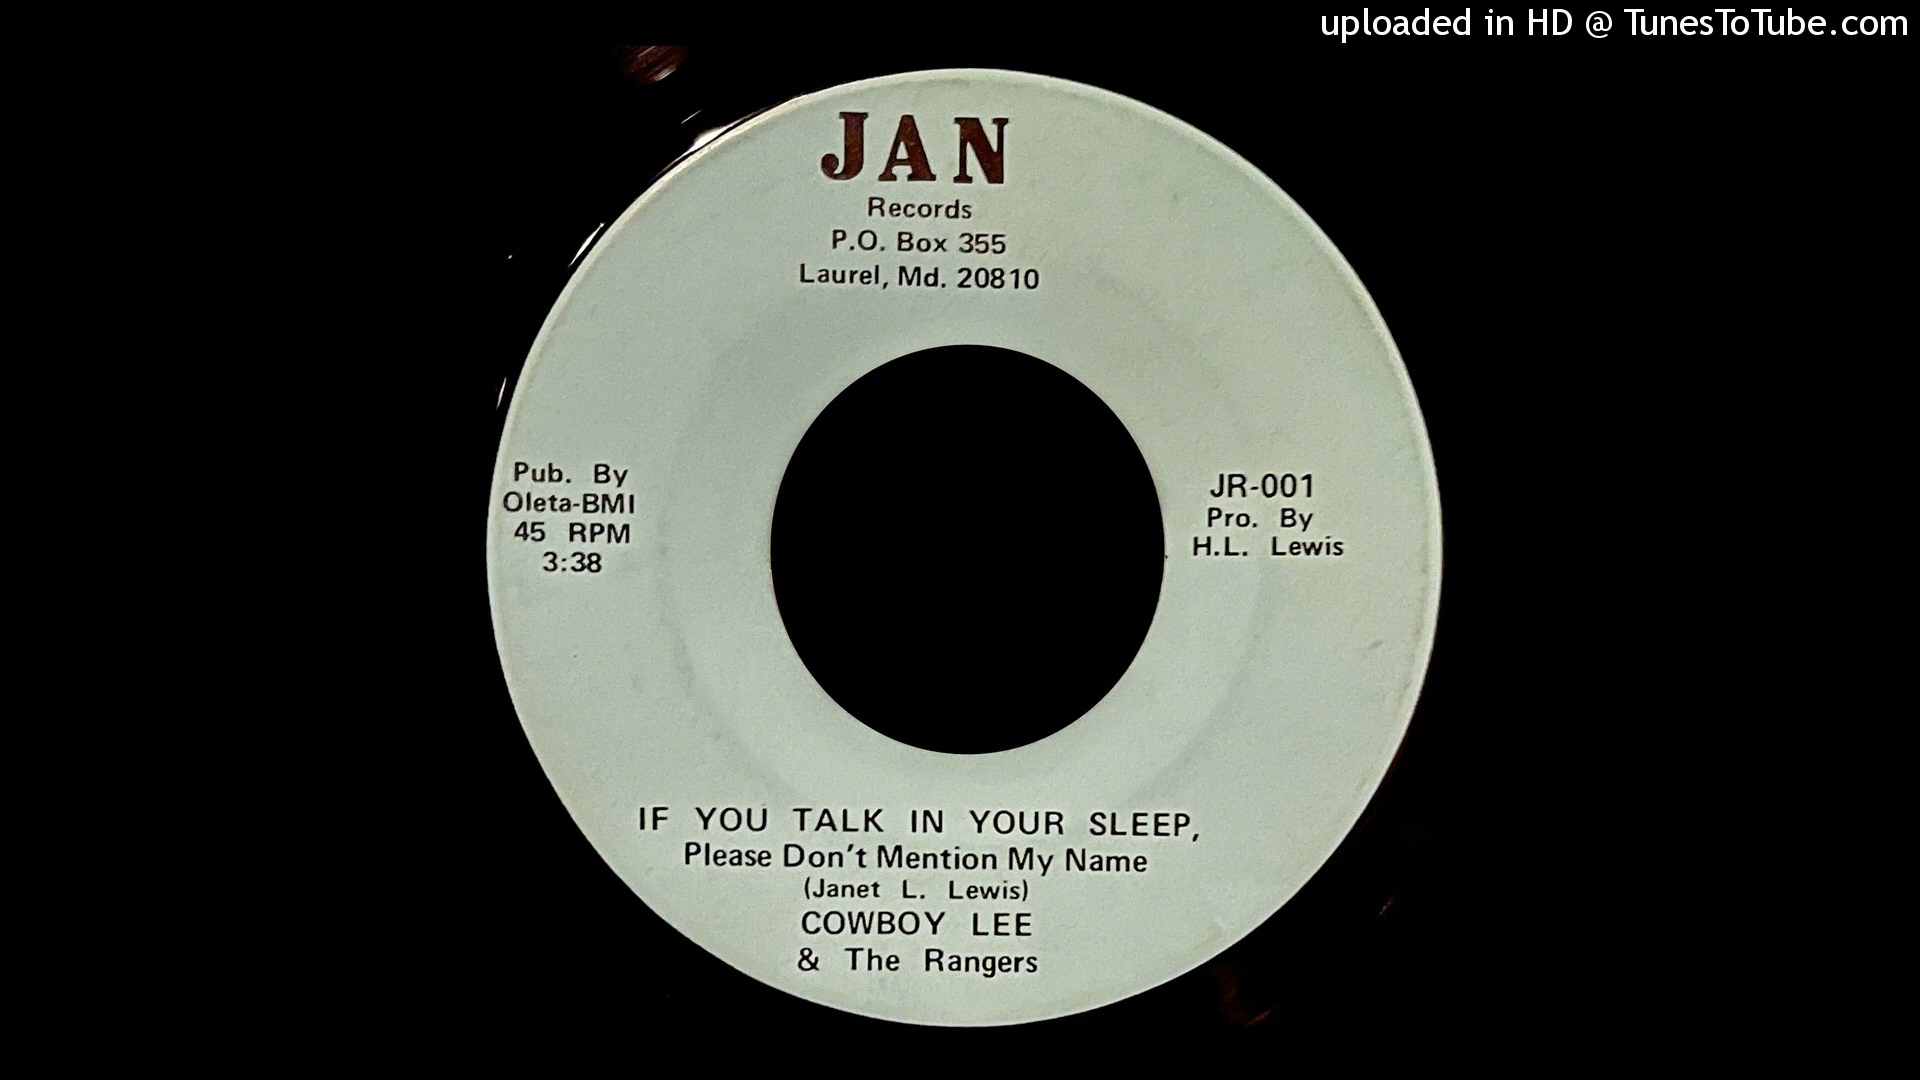 uploaded in HD @ TunesToTube.com
JAN
Records
P.O. Box 355
Laurel, Md. 20810
Pub. By
Oleta-BMI
45 RPM
3:38
JR-001
Pro. By
H.L. Lewis
IF YOU TALK IN YOUR SLEEP,
Please Don't Mention My Name
(Janet L. Lewis)
COWBOY LEE
& The Rangers